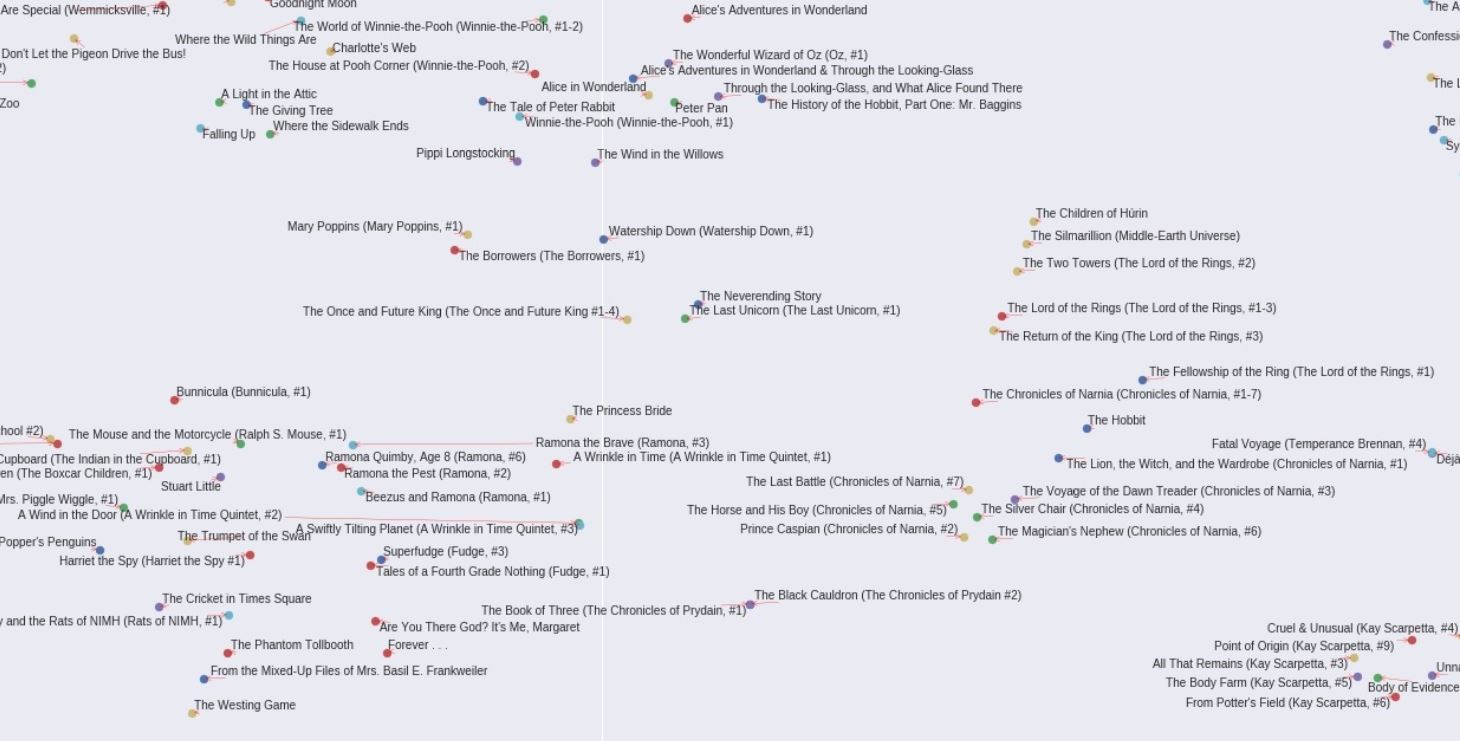 Goodnight Moon
Are Special (Wemmicksville, #1)
Alice's Adventures in Wonderland
The A
The World of Winnie-the-Pooh (Winnie-the-Pooh, #1-2)
Where the Wild Things Are
The Confessi
Charlotte's Web
Don't Let the Pigeon Drive the Bus!
The Wonderful Wizard of Oz (Oz, #1)
2)
The House at Pooh Corner (Winnie-the-Pooh, #2)
Alice's Adventures in Wonderland & Through the Looking-Glass
The L
Alice in Wonderland
Through the Looking-Glass, and What Alice Found There
A Light in the Attic
Zoo
The Giving Tree
The Tale of Peter Rabbit
Peter Pan
The History of the Hobbit, Part One: Mr. Baggins
Winnie-the-Pooh (Winnie-the-Pooh, #1)
The
Where the Sidewalk Ends
Falling Up
Sy
Pippi Longstocking
The Wind in the Willows
The Children of Húrin
Mary Poppins (Mary Poppins, #1)
Watership Down (Watership Down, #1)
The Silmarillion (Middle-Earth Universe)
The Borrowers (The Borrowers, #1)
The Two Towers (The Lord of the Rings, #2)
The Neverending Story
The Once and Future King (The Once and Future King #1-4)
The Last Unicorn (The Last Unicorn, #1)
The Lord of the Rings (The Lord of the Rings, #1-3)
The Return of the King (The Lord of the Rings, #3)
The Fellowship of the Ring (The Lord of the Rings, #1)
Bunnicula (Bunnicula, #1)
The Chronicles of Narnia (Chronicles of Narnia, #1-7)
The Princess Bride
The Hobbit
chool #2)
The Mouse and the Motorcycle (Ralph S. Mouse, #1)
Ramona the Brave (Ramona, #3)
Fatal Voyage (Temperance Brennan, #4)
Cupboard (The Indian in the Cupboard, #1)
Ramona Quimby, Age 8 (Ramona, #6)
A Wrinkle in Time (A Wrinkle in Time Quintet, #1)
Déjà
The Lion, the Witch, and the Wardrobe (Chronicles of Narnia, #1)
en (The Boxcar Children, #1)
Ramona the Pest (Ramona, #2)
Stuart Little
The Last Battle (Chronicles of Narnia, #7)
The Voyage of the Dawn Treader (Chronicles of Narnia, #3)
Mrs. Piggle Wiggle, #1)
Beezus and Ramona (Ramona, #1)
The Horse and His Boy (Chronicles of Narnia, #5)
The Silver Chair (Chronicles of Narnia, #4)
A Wind in the Door (A Wrinkle in Time Quintet, #2)
A Swiftly Tilting Planet (A Wrinkle in Time Quintet, #3)
Prince Caspian (Chronicles of Narnia, #2)
The Magician's Nephew (Chronicles of Narnia, #6)
The Trumpet of the Swan
Popper's Penguins
Superfudge (Fudge, #3)
Harriet the Spy (Harriet the Spy #1)
Tales of a Fourth Grade Nothing (Fudge, #1)
The Cricket in Times Square
The Black Cauldron (The Chronicles of Prydain #2)
The Book of Three (The Chronicles of Prydain, #1)
y and the Rats of NIMH (Rats of NIMH, #1)
Are You There God? It's Me, Margaret
Cruel & Unusual (Kay Scarpetta, #4)
The Phantom Tollbooth
Forever . . .
Point of Origin (Kay Scarpetta, #9)
All That Remains (Kay Scarpetta, #3)
Unna
From the Mixed-Up Files of Mrs. Basil E. Frankweiler
The Body Farm (Kay Scarpetta, #5)
Body of Evidence
From Potter's Field (Kay Scarpetta, #6)
The Westing Game